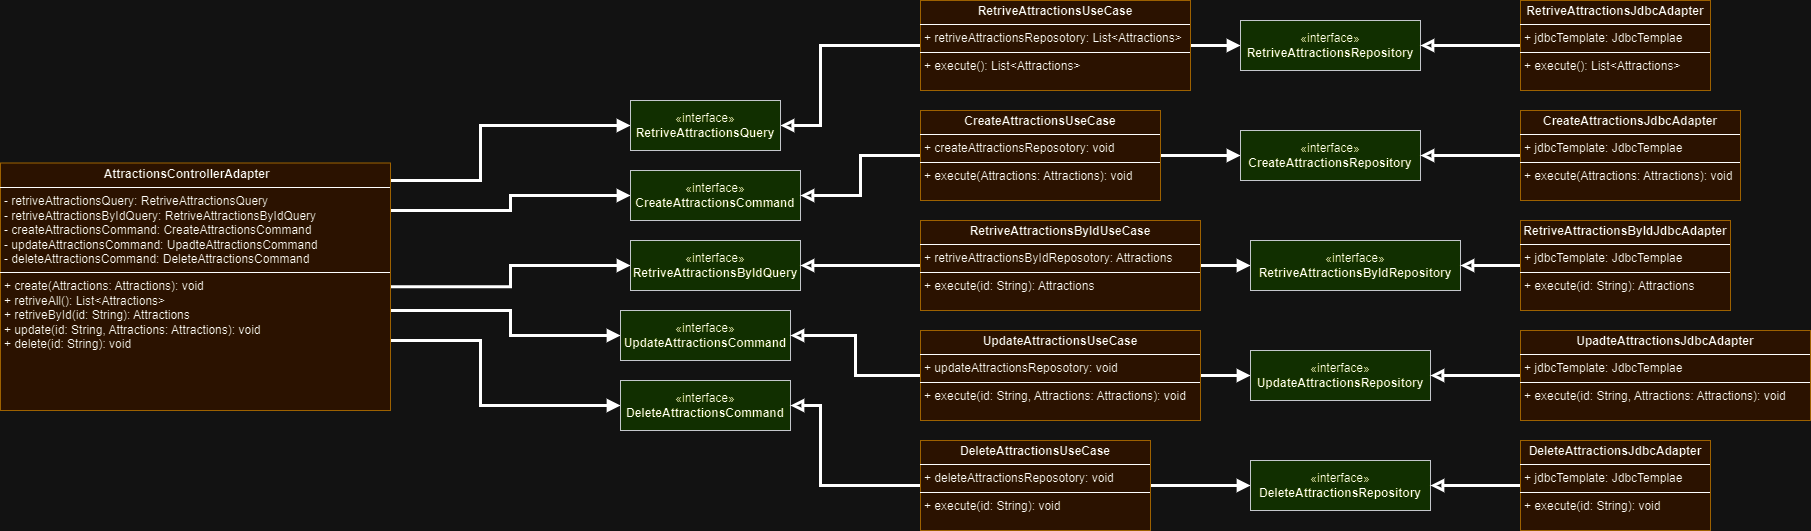 AttractionsControllerAdapter
- retriveAttractionsQuery: RetriveAttractionsQuery
- retriveAttractionsByIdQuery: RetriveAttractionsByIdQuery
- createAttractionsCommand: CreateAttractionsCommand
- updateAttractionsCommand: UpadteAttractionsCommand
- deleteAttractionsCommand: DeleteAttractionsCommand
+ create(Attractions: Attractions): void
+ retriveAll(): List<Attractions>
+ retriveById(id: String): Attractions
+ update(id: String, Attractions: Attractions): void
+ delete(id: String): void
«interface»
RetriveAttractionsQuery
«interface»
CreateAttractionsCommand
«interface»
RetriveAttractionsByIdQuery
«interface»
UpdateAttractionsCommand
«interface»
DeleteAttractionsCommand
RetriveAttractionsUseCase
+ retriveAttractionsReposotory: List<Attractions>
+ execute(): List<Attractions>
CreateAttractionsUseCase
+ createAttractionsReposotory: void
+ execute(Attractions: Attractions): void
RetriveAttractionsByIdUseCase
+ retriveAttractionsByIdReposotory: Attractions
+ execute(id: String): Attractions
UpdateAttractionsUseCase
+ updateAttractionsReposotory: void
+ execute(id: String, Attractions: Attractions): void
DeleteAttractionsUseCase
+ deleteAttractionsReposotory: void
+ execute(id: String): void
«interface»
RetriveAttractionsRepository
«interface»
CreateAttractionsRepository
«interface»
RetriveAttractionsByIdRepository
«interface»
UpdateAttractionsRepository
«interface»
DeleteAttractionsRepository
RetriveAttractionsJdbcAdapter
+ jdbcTemplate: JdbcTemplae
+ execute(): List<Attractions>
CreateAttractionsJdbcAdapter
+ jdbcTemplate: JdbcTemplae
+ execute(Attractions: Attractions): void
RetriveAttractionsByIdJdbcAdapter
+ jdbcTemplate: JdbcTemplae
+ execute(id: String): Attractions
UpadteAttractionsJdbcAdapter
+ jdbcTemplate: JdbcTemplae
+ execute(id: String, Attractions: Attractions): void
DeleteAttractionsJdbcAdapter
+ jdbcTemplate: JdbcTemplae
+ execute(id: String): void